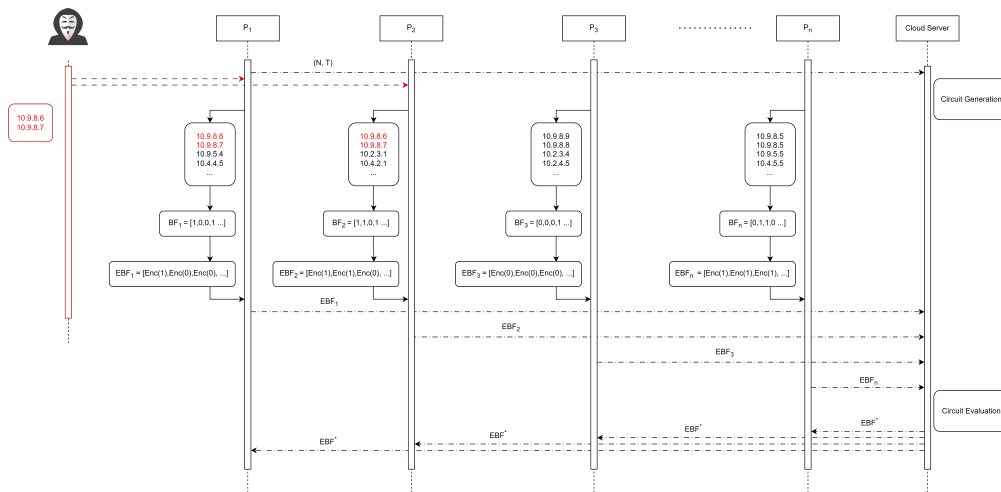 P1
P2
P3
Pn
Cloud Server
(N, T)
Circuit Generation
10.9.8.6
10.9.8.7
10.9.8.6
10.9.8.7
10.9.5.4
10.4.4.5
...
10.9.8.6
10.9.8.7
10.2.3.1
10.4.2.1
...
10.9.8.9
10.9.8.8
10.2.3.4
10.2.4.5
...
10.9.8.5
10.9.8.5
10.9.5.5
10.4.5.5
...
BF1 = [1,0,0,1 ...]
BF2 = [1,1,0,1 ...]
BF3 = [0,0,0,1 ...]
BFn = [0,1,1,0 ...]
EBF1 = [Enc(1),Enc(0),Enc(0), ...]
EBF2 = [Enc(1),Enc(1),Enc(0), ...]
EBF3 = [Enc(0),Enc(0),Enc(0), ...]
EBFn = [Enc(1),Enc(1),Enc(1), ...]
EBF1
EBF2
EBF3
EBFn
Circuit Evaluation
EBF*
EBF*
EBF*
EBF*